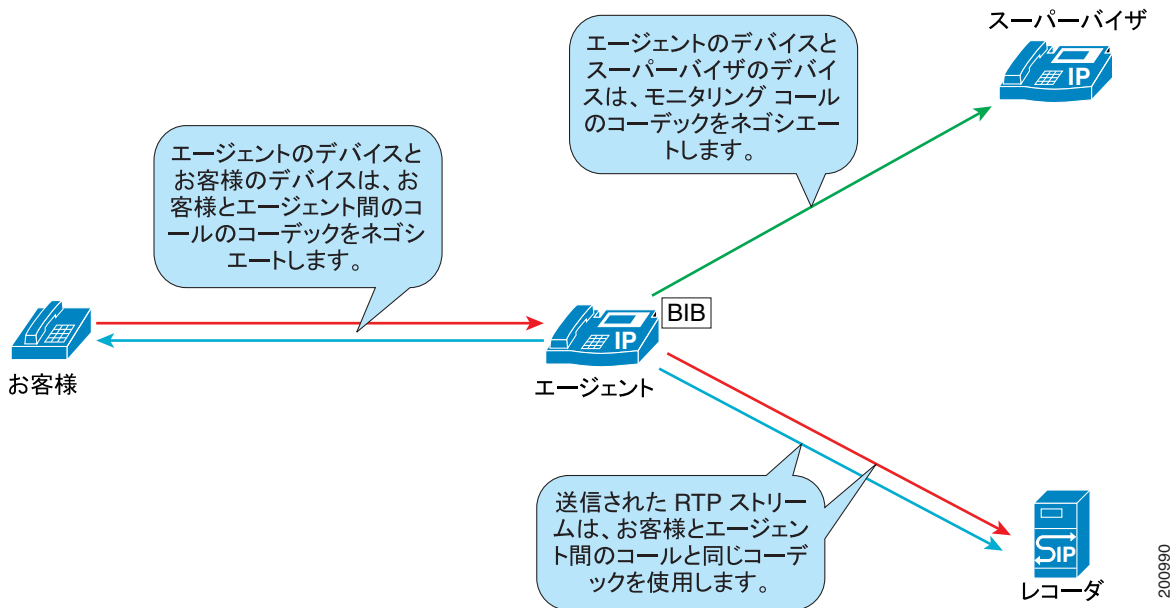 スーパーバイザ
IP
エージェントのデバイスと
スーパーバイザのデバイ
スは、モニタリング コール
のコーデックをネゴシエー
トします。
エージェントのデバイスと
お客様のデバイスは、お
客様とエージェント間のコ
ールのコーデックをネゴシ
エートします。
BIB
IP
お客様
エージェント
送信された RTP ストリー
ムは、お客様とエージェン
ト間のコールと同じコーデ
ックを使用します。
SIP
レコーダ
200990